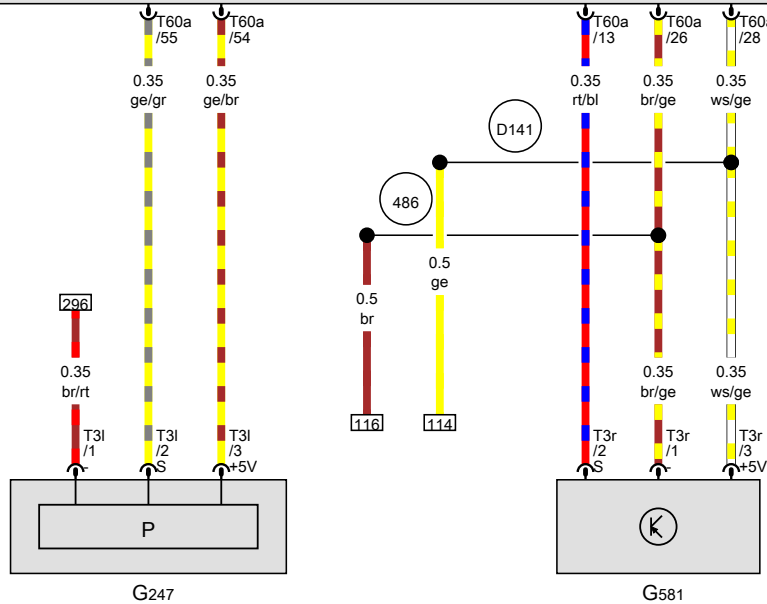 T60a
/55
T60a
/54
T60a
/13
T60a
/26
T60a
/28
0.35
ge/gr
0.35
ge/br
0.35
rt/bl
0.35
br/ge
0.35
ws/ge
D141
486
0.5
br
0.5
ge
296
0.35
br/rt
0.35
br/ge
0.35
ws/ge
116
114
T3l
/1
-
T3l
/2
S
T3l
/3
+5V
T3r
/2
S
T3r
/1
-
T3r
/3
+5V
P
G247
G581